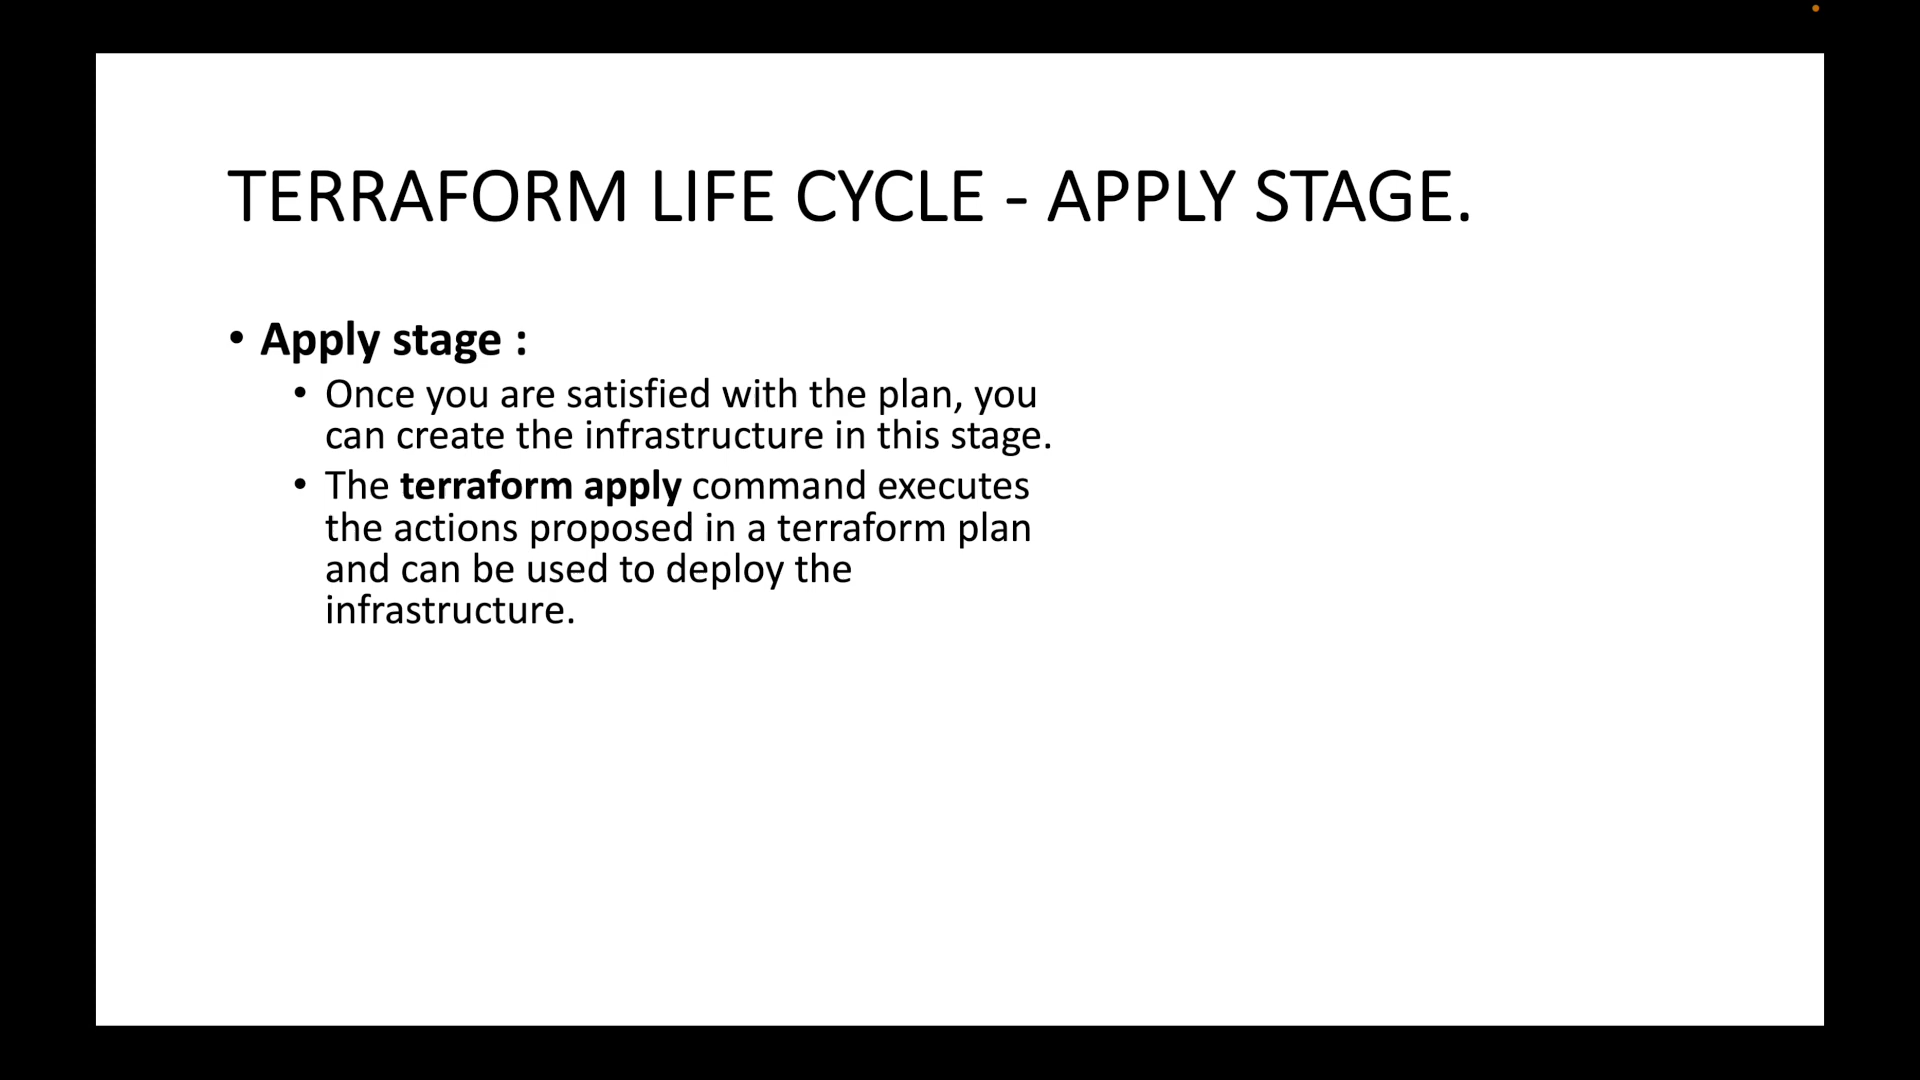 TERRAFORM LIFE CYCLE - APPLY STAGE.
• Apply stage :
• Once you are satisfied with the plan, you
can create the infrastructure in this stage.
• The terraform apply command executes
the actions proposed in a terraform plan
and can be used to deploy the
infrastructure.